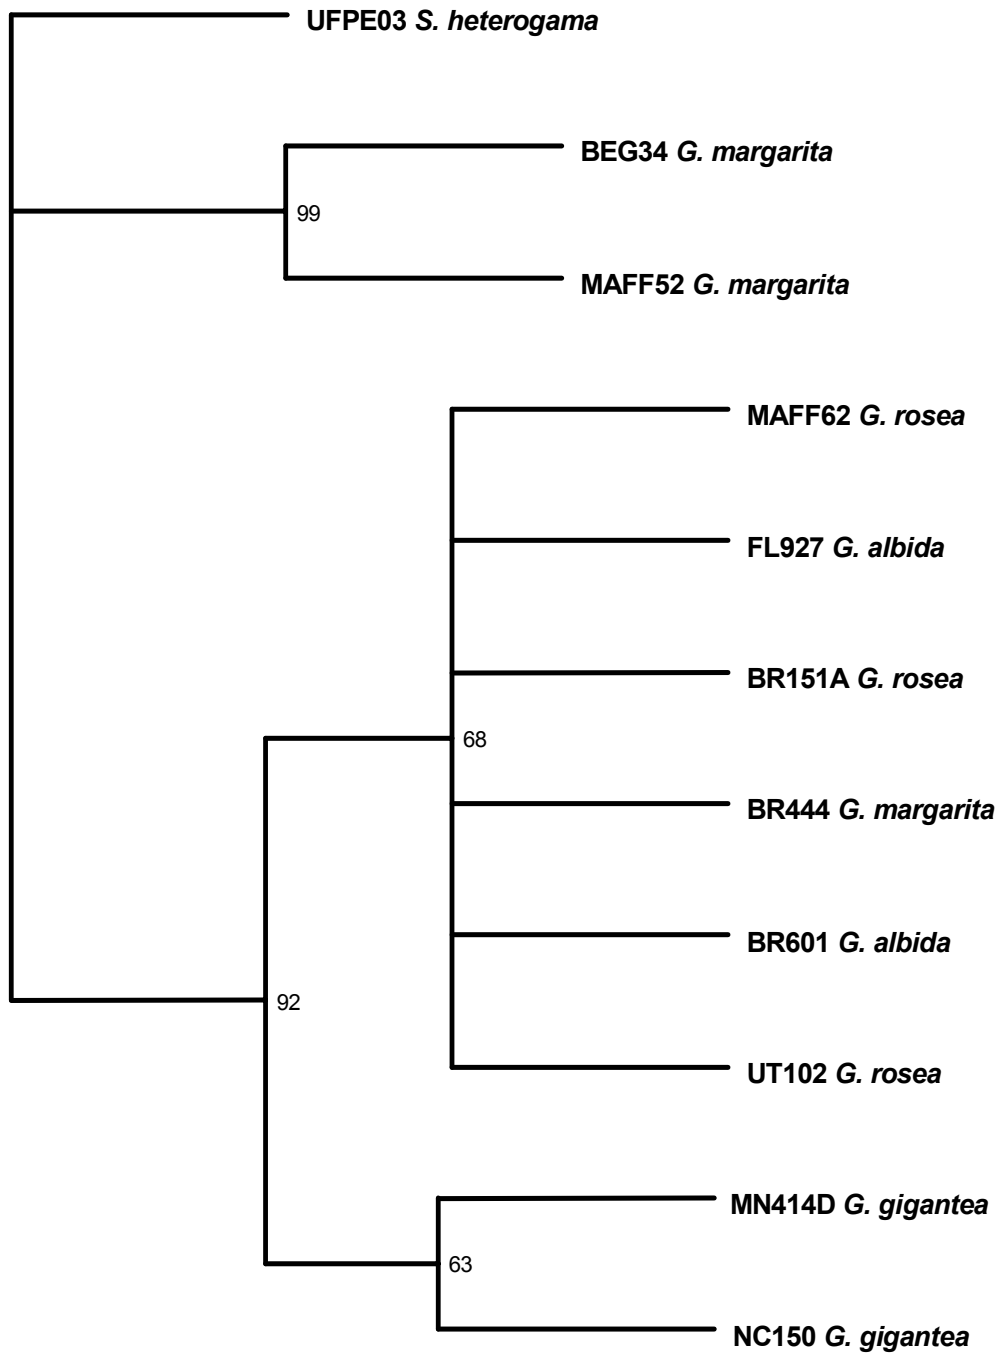 UFPE03 S. heterogama
BEG34 G. margarita
99
MAFF52 G. margarita
MAFF62 G. rosea
FL927 G. albida
BR151A G. rosea
68
BR444 G. margarita
BR601 G. albida
92
UT102 G. rosea
MN414D G. gigantea
63
NC150 G. gigantea